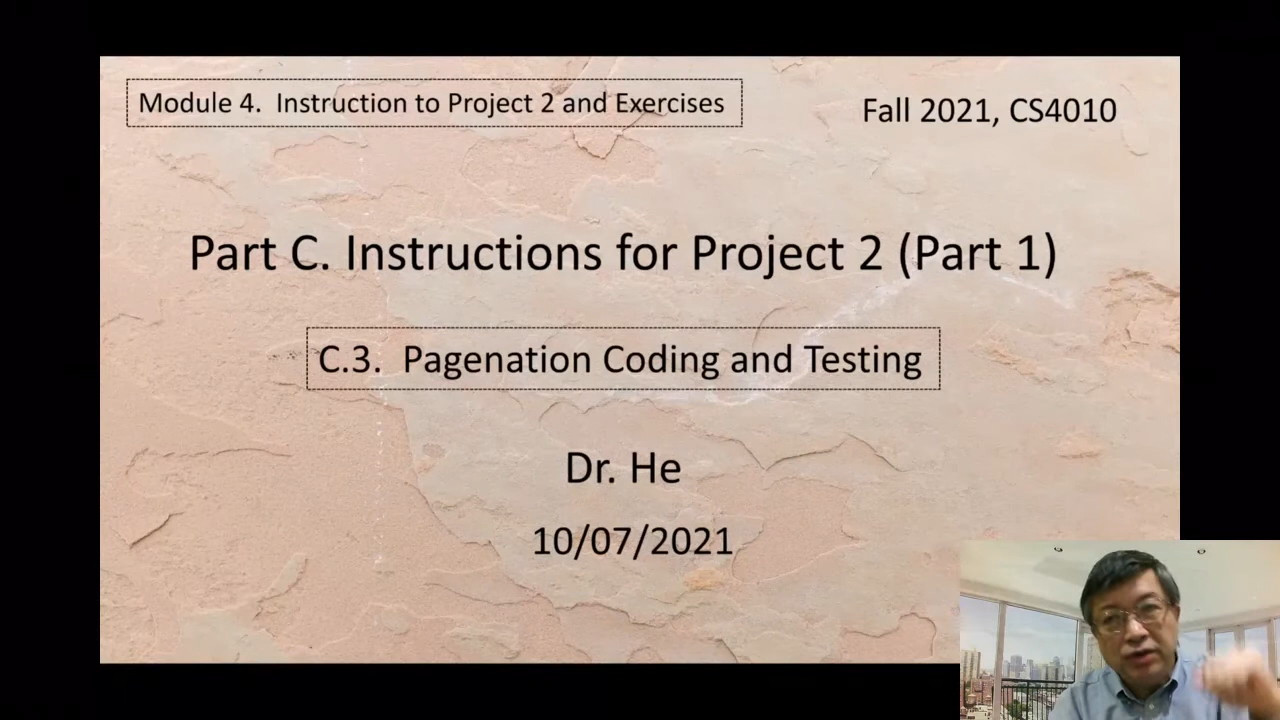 Module 4. Instruction to Project 2 and Exercises
Fall 2021, CS4010
Part C. Instructions for Project 2 (Part 1)
C.3. Pagenation Coding and Testing
Dr. He
10/07/2021